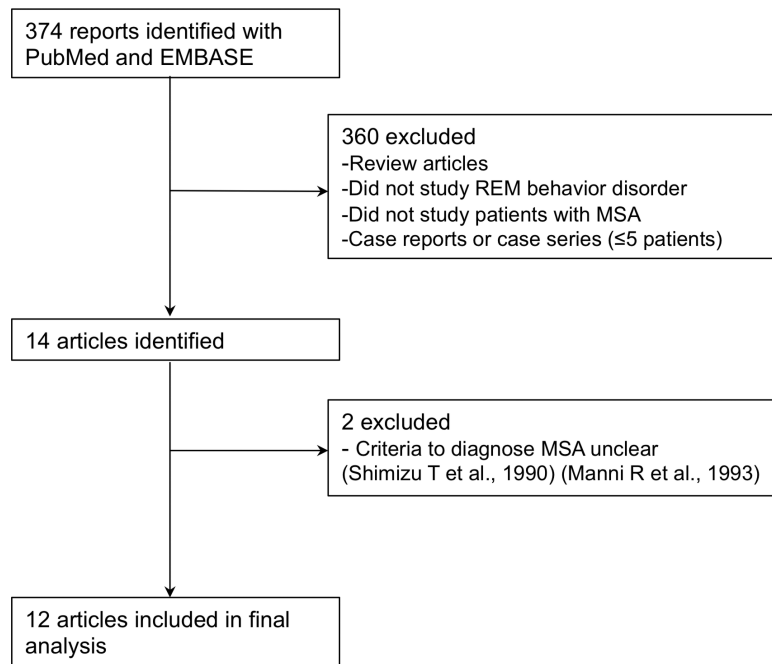 374 reports identified with
PubMed and EMBASE
360 excluded
-Review articles
-Did not study REM behavior disorder
-Did not study patients with MSA
-Case reports or case series (≤5 patients)
14 articles identified
2 excluded
- Criteria to diagnose MSA unclear
(Shimizu T et al., 1990) (Manni R et al., 1993)
12 articles included in final
analysis